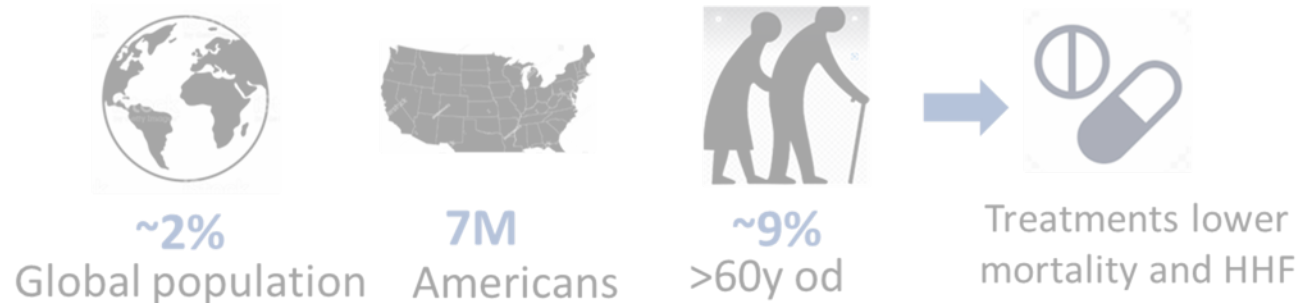 ~2%
Global population
7M
Americans
~9%
>60y od
Treatments lower
mortality and HHF